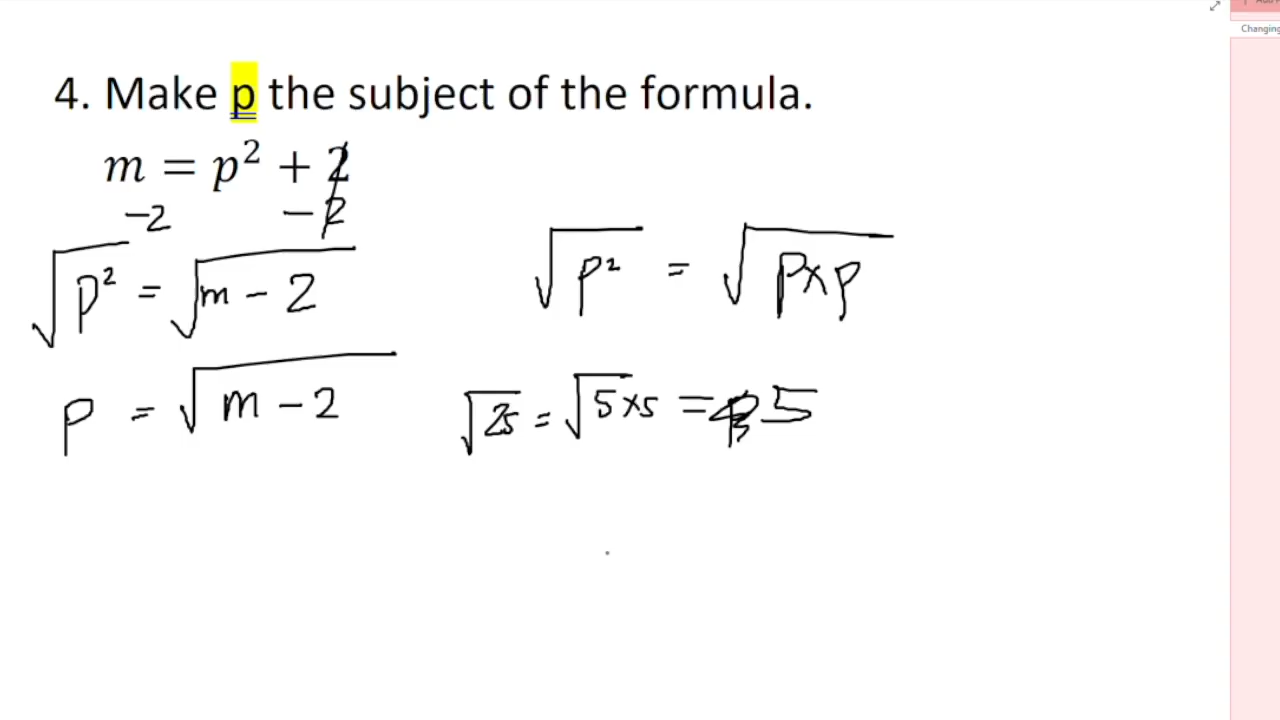 4. Make p the subject of the formula.
m = p² + 2
−2 − 2
√p² = √m − 2
√p² = √p×p
p = √m − 2
√25 = √5×5 = 5
Changing